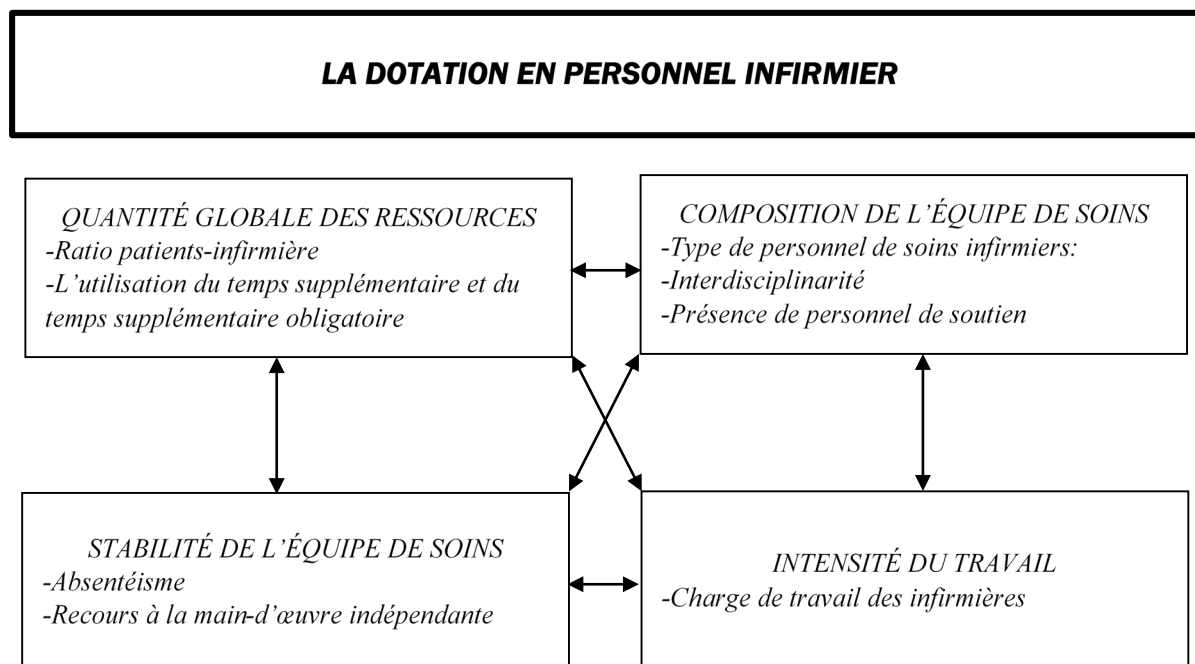 LA DOTATION EN PERSONNEL INFIRMIER
QUANTITÉ GLOBALE DES RESSOURCES
-Ratio patients-infirmière
-L’utilisation du temps supplémentaire et du
temps supplémentaire obligatoire
COMPOSITION DE L’ÉQUIPE DE SOINS
-Type de personnel de soins infirmiers:
-Interdisciplinarité
-Présence de personnel de soutien
STABILITÉ DE L’ÉQUIPE DE SOINS
-Absentéisme
-Recours à la main-d’œuvre indépendante
INTENSITÉ DU TRAVAIL
-Charge de travail des infirmières